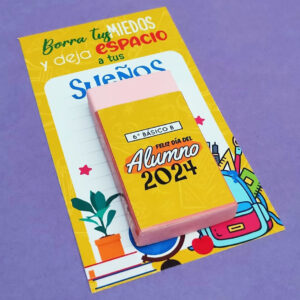 Borra tus MIEDOS
y deja ESPACIO
a tus
SUEÑOS
6° BÁSICO B
FELIZ DÍA DEL
Alumno
2024